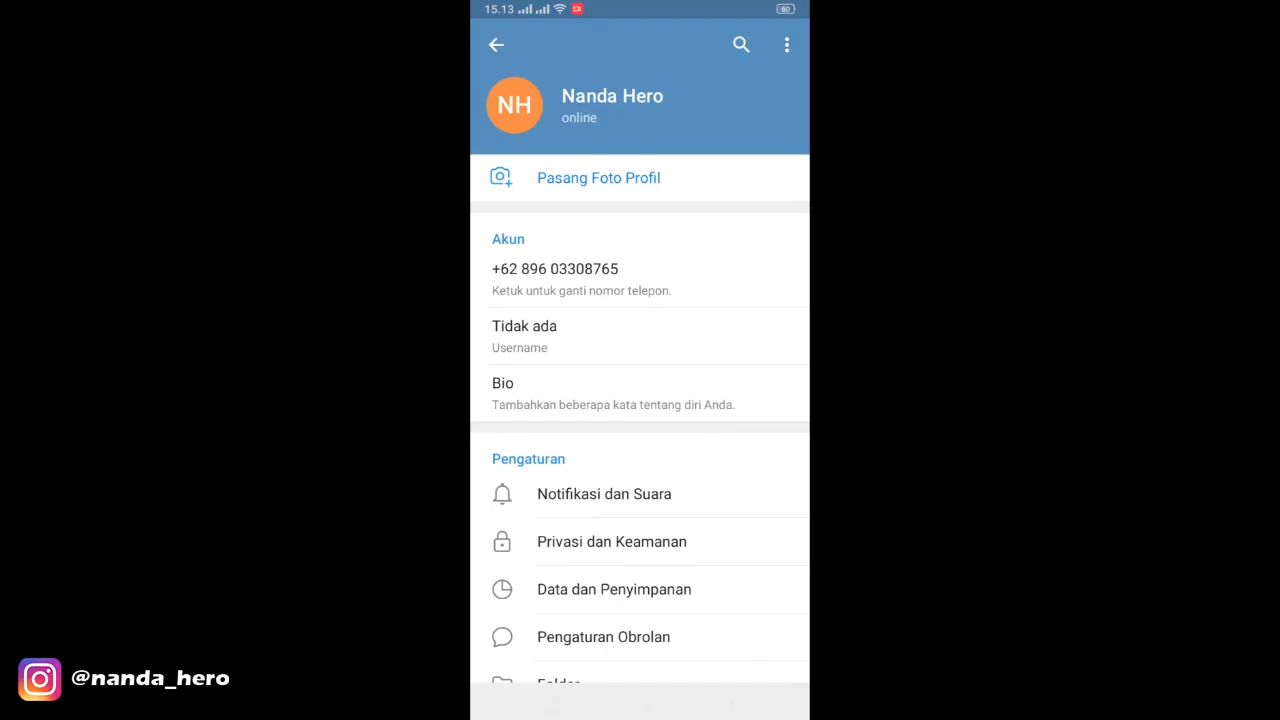 15.13
60
NH
Nanda Hero
online
Pasang Foto Profil
Akun
+62 896 03308765
Ketuk untuk ganti nomor telepon.
Tidak ada
Username
Bio
Tambahkan beberapa kata tentang diri Anda.
Pengaturan
Notifikasi dan Suara
Privasi dan Keamanan
Data dan Penyimpanan
Pengaturan Obrolan
Folder
@nanda_hero